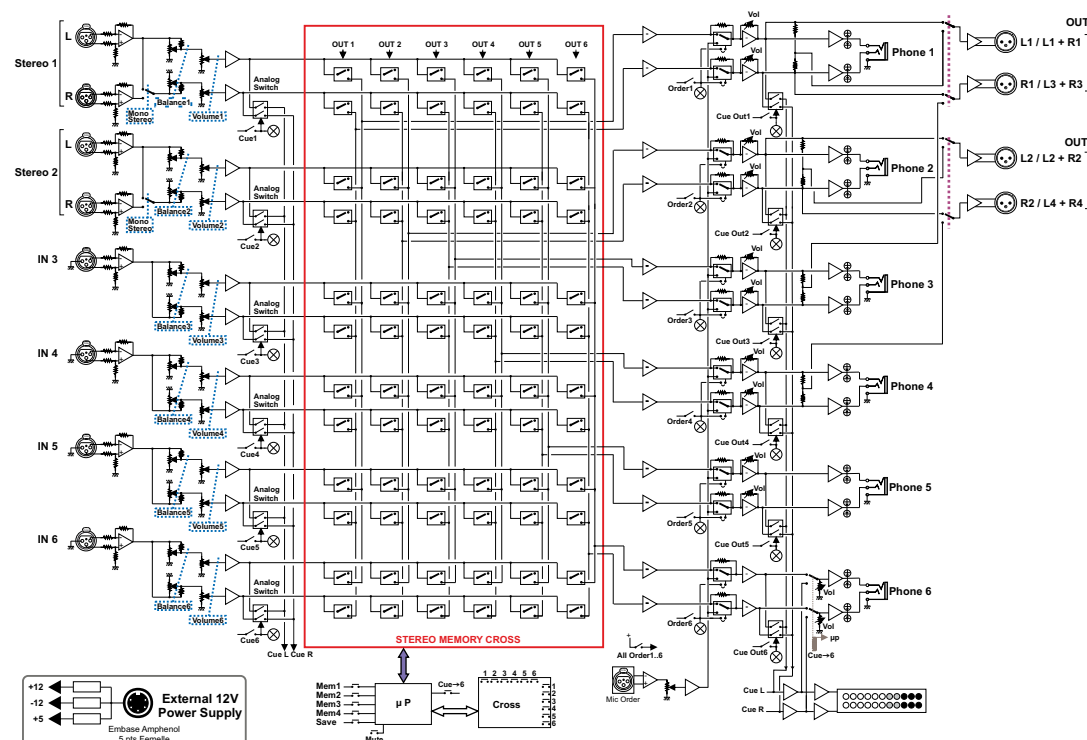 Stereo 1
L
R
Mono
Stereo
Balance1
Volume1
Analog
Switch
Cue1
Stereo 2
L
R
Mono
Stereo
Balance2
Volume2
Analog
Switch
Cue2
IN 3
Balance3
Volume3
Analog
Switch
Cue3
IN 4
Balance4
Volume4
Analog
Switch
Cue4
IN 5
Balance5
Volume5
Analog
Switch
Cue5
IN 6
Balance6
Volume6
Analog
Switch
Cue6
Cue L Cue R
OUT 1 OUT 2 OUT 3 OUT 4 OUT 5 OUT 6
STEREO MEMORY CROSS
Vol
Vol
Order1
Cue Out1
Phone 1
Vol
Vol
Order2
Cue Out2
Phone 2
Vol
Vol
Order3
Cue Out3
Phone 3
Vol
Vol
Order4
Cue Out4
Phone 4
Vol
Vol
Order5
Cue Out5
Phone 5
Order6
Cue Out6
Vol
Vol
Phone 6
µp
Cue→6
OUT
L1 / L1 + R1
R1 / L3 + R3
OUT
L2 / L2 + R2
R2 / L4 + R4
+
All Order1..6
Mic Order
Cue L
Cue R
+12
-12
+5
External 12V
Power Supply
Embase Amphenol
5 pts Femelle
Mem1
Mem2
Mem3
Mem4
Save
Mute
µ P
Cue→6
1 2 3 4 5 6
Cross
1
2
3
4
5
6